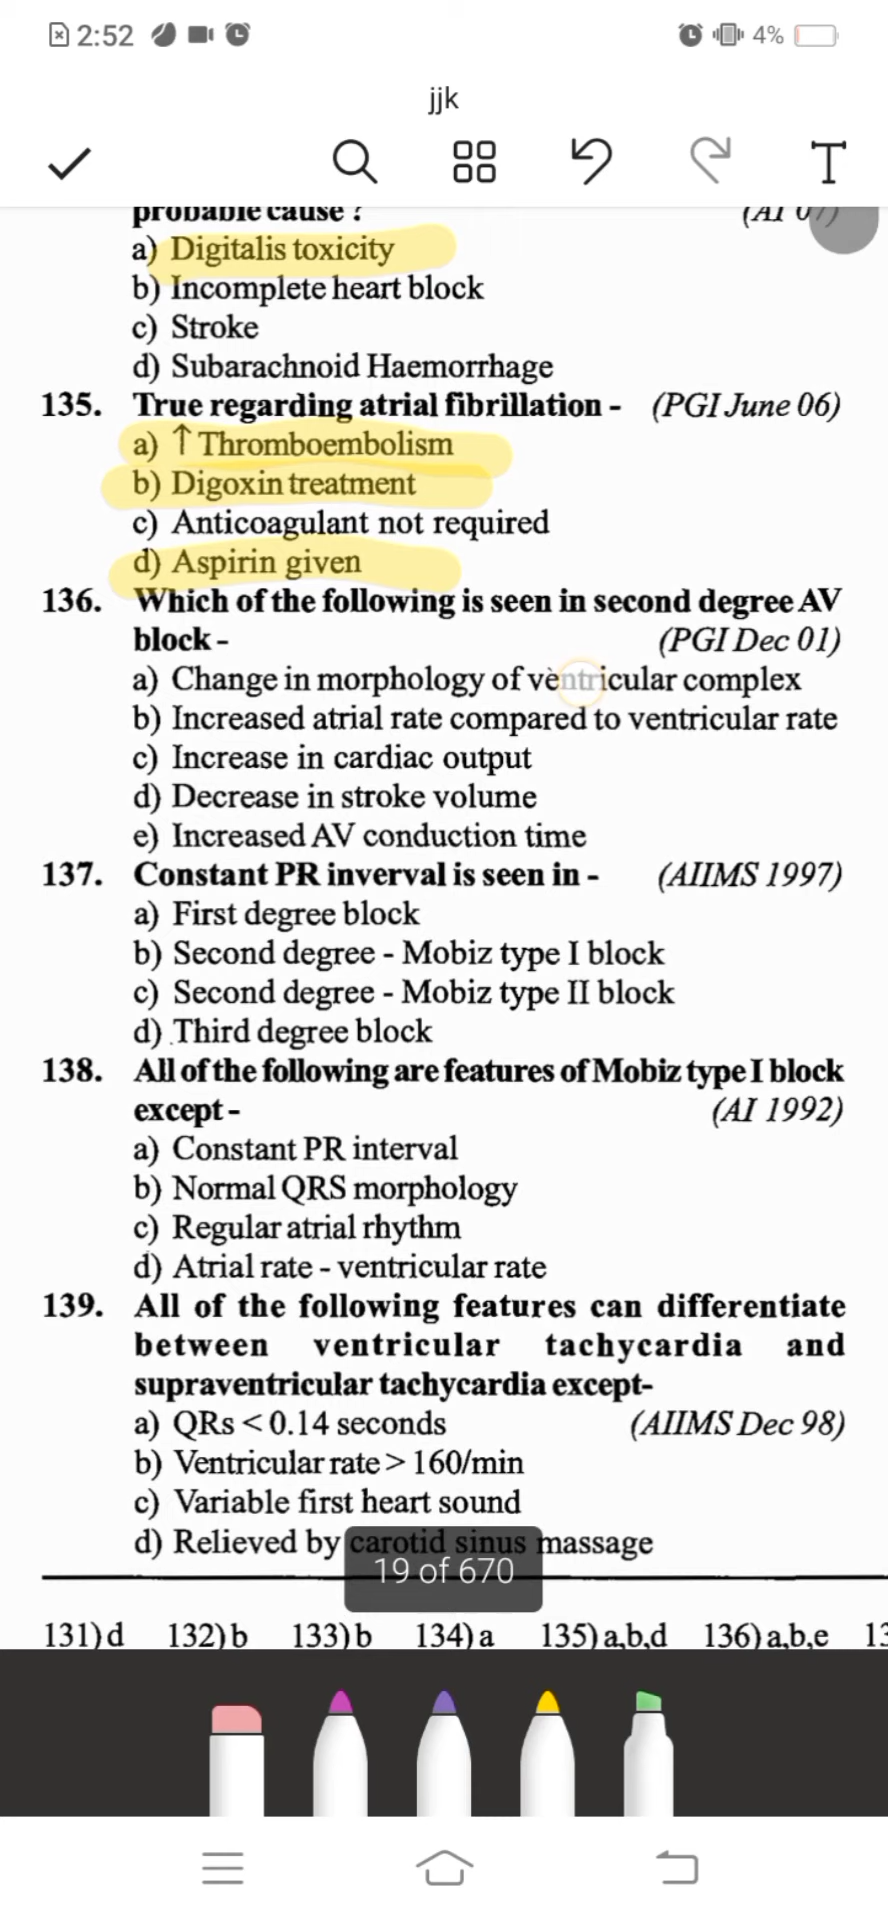 2:52
4%
jjk
T
probable cause ? (AI 07)
a) Digitalis toxicity
b) Incomplete heart block
c) Stroke
d) Subarachnoid Haemorrhage
135. True regarding atrial fibrillation - (PGI June 06)
a) ↑ Thromboembolism
b) Digoxin treatment
c) Anticoagulant not required
d) Aspirin given
136. Which of the following is seen in second degree AV
block - (PGI Dec 01)
a) Change in morphology of ventricular complex
b) Increased atrial rate compared to ventricular rate
c) Increase in cardiac output
d) Decrease in stroke volume
e) Increased AV conduction time
137. Constant PR inverval is seen in - (AIIMS 1997)
a) First degree block
b) Second degree - Mobiz type I block
c) Second degree - Mobiz type II block
d) Third degree block
138. All of the following are features of Mobiz type I block
except - (AI 1992)
a) Constant PR interval
b) Normal QRS morphology
c) Regular atrial rhythm
d) Atrial rate - ventricular rate
139. All of the following features can differentiate
between ventricular tachycardia and
supraventricular tachycardia except-
a) QRs < 0.14 seconds (AIIMS Dec 98)
b) Ventricular rate > 160/min
c) Variable first heart sound
d) Relieved by carotid sinus massage
19 of 670
131) d 132) b 133) b 134) a 135) a,b,d 136) a,b,e